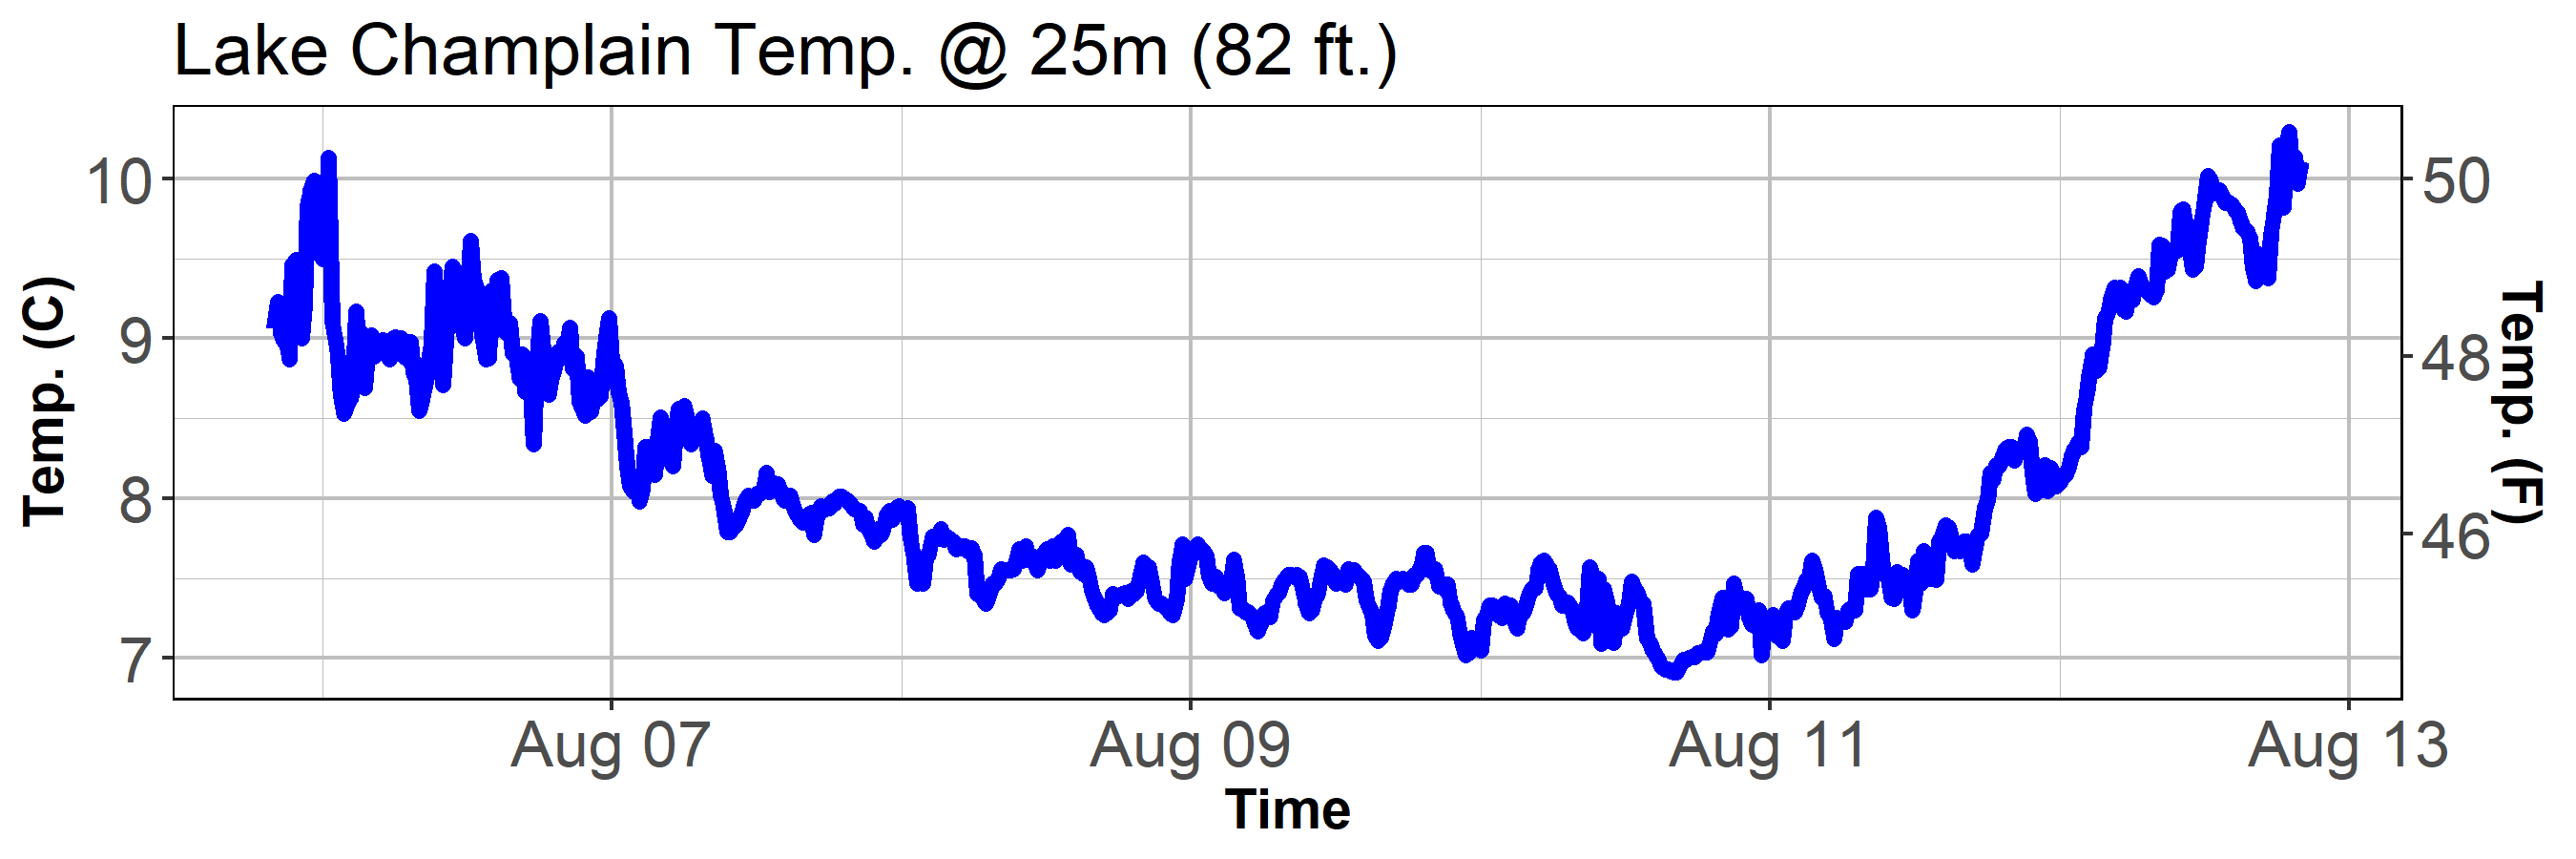 Lake Champlain Temp. @ 25m (82 ft.)
Temp. (C)
10
9
8
7
50
48
46
Temp. (F)
Aug 07
Aug 09
Aug 11
Aug 13
Time